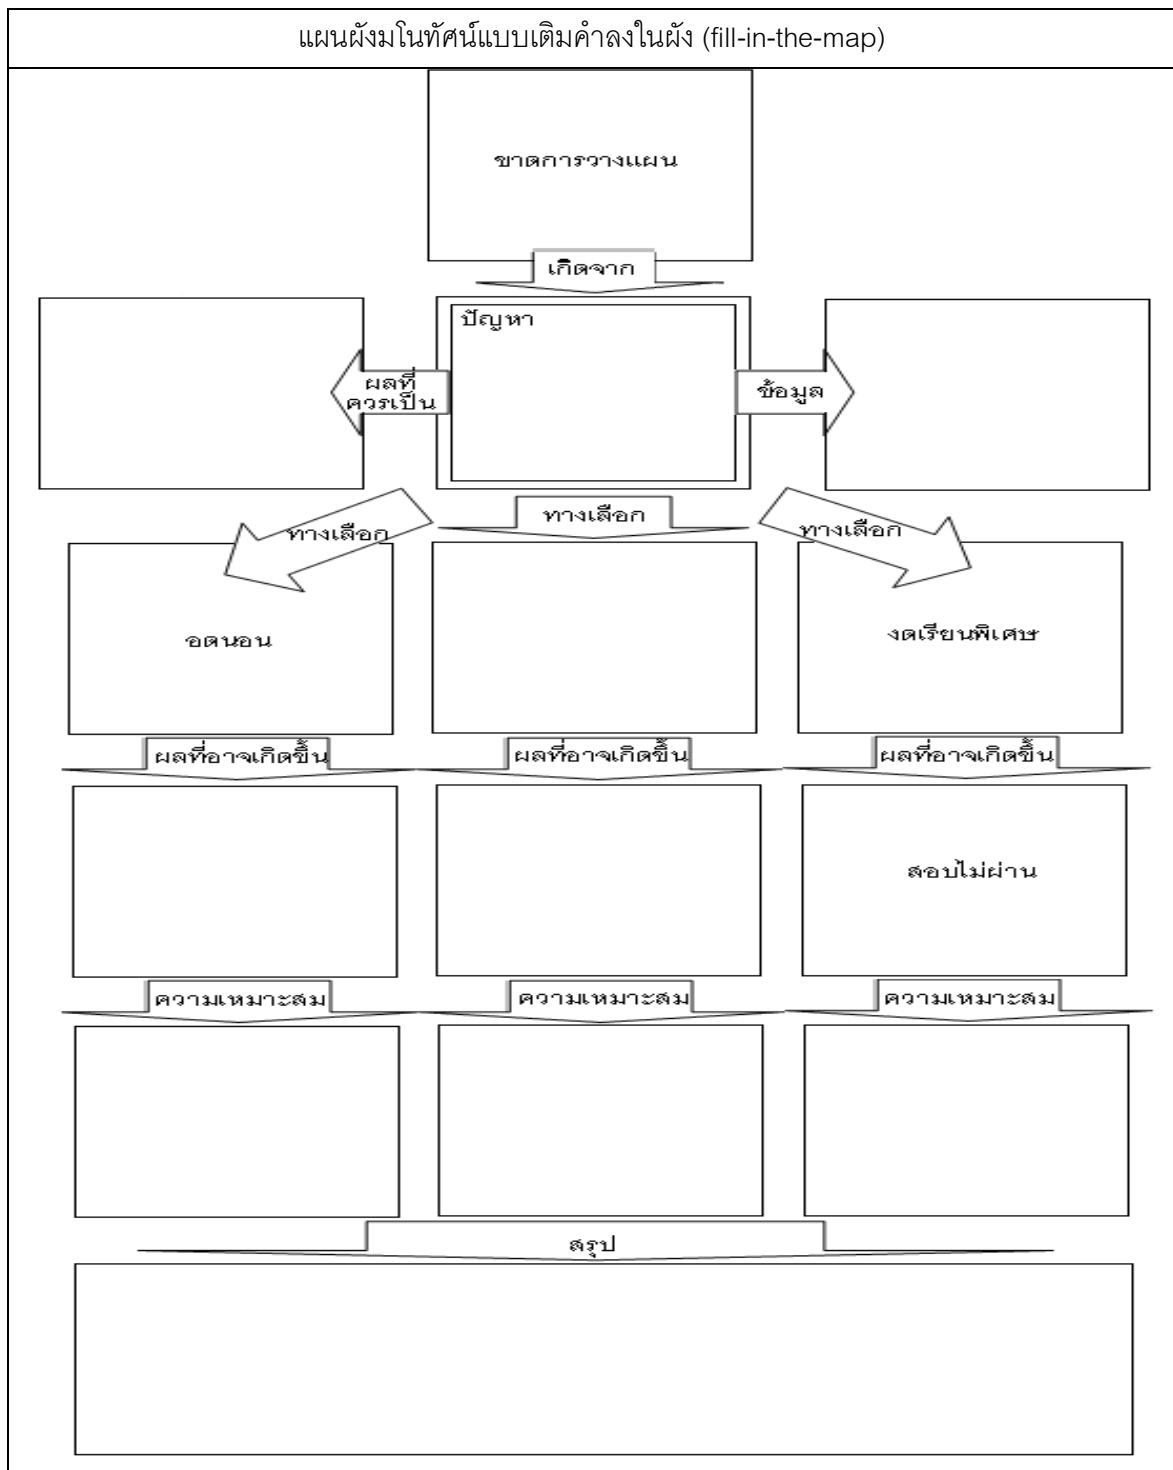 แผนผังมโนทัศน์แบบเติมคำลงในผัง (fill-in-the-map)
ขาดการวางแผน
เกิดจาก
ปัญหา
ผลที่
ควรเป็น
ข้อมูล
ทางเลือก
ทางเลือก
ทางเลือก
อดนอน
งดเรียนพิเศษ
ผลที่อาจเกิดขึ้น
ผลที่อาจเกิดขึ้น
ผลที่อาจเกิดขึ้น
สอบไม่ผ่าน
ความเหมาะสม
ความเหมาะสม
ความเหมาะสม
สรุป